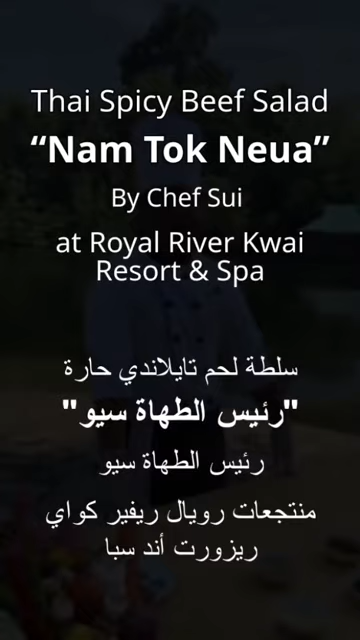 Thai Spicy Beef Salad
“Nam Tok Neua”
By Chef Sui
at Royal River Kwai
Resort & Spa
سلطة لحم تايلاندي حارة
"رئيس الطهاة سيو"
رئيس الطهاة سيو
منتجعات رويال ريفير كواي
ريزورت أند سبا